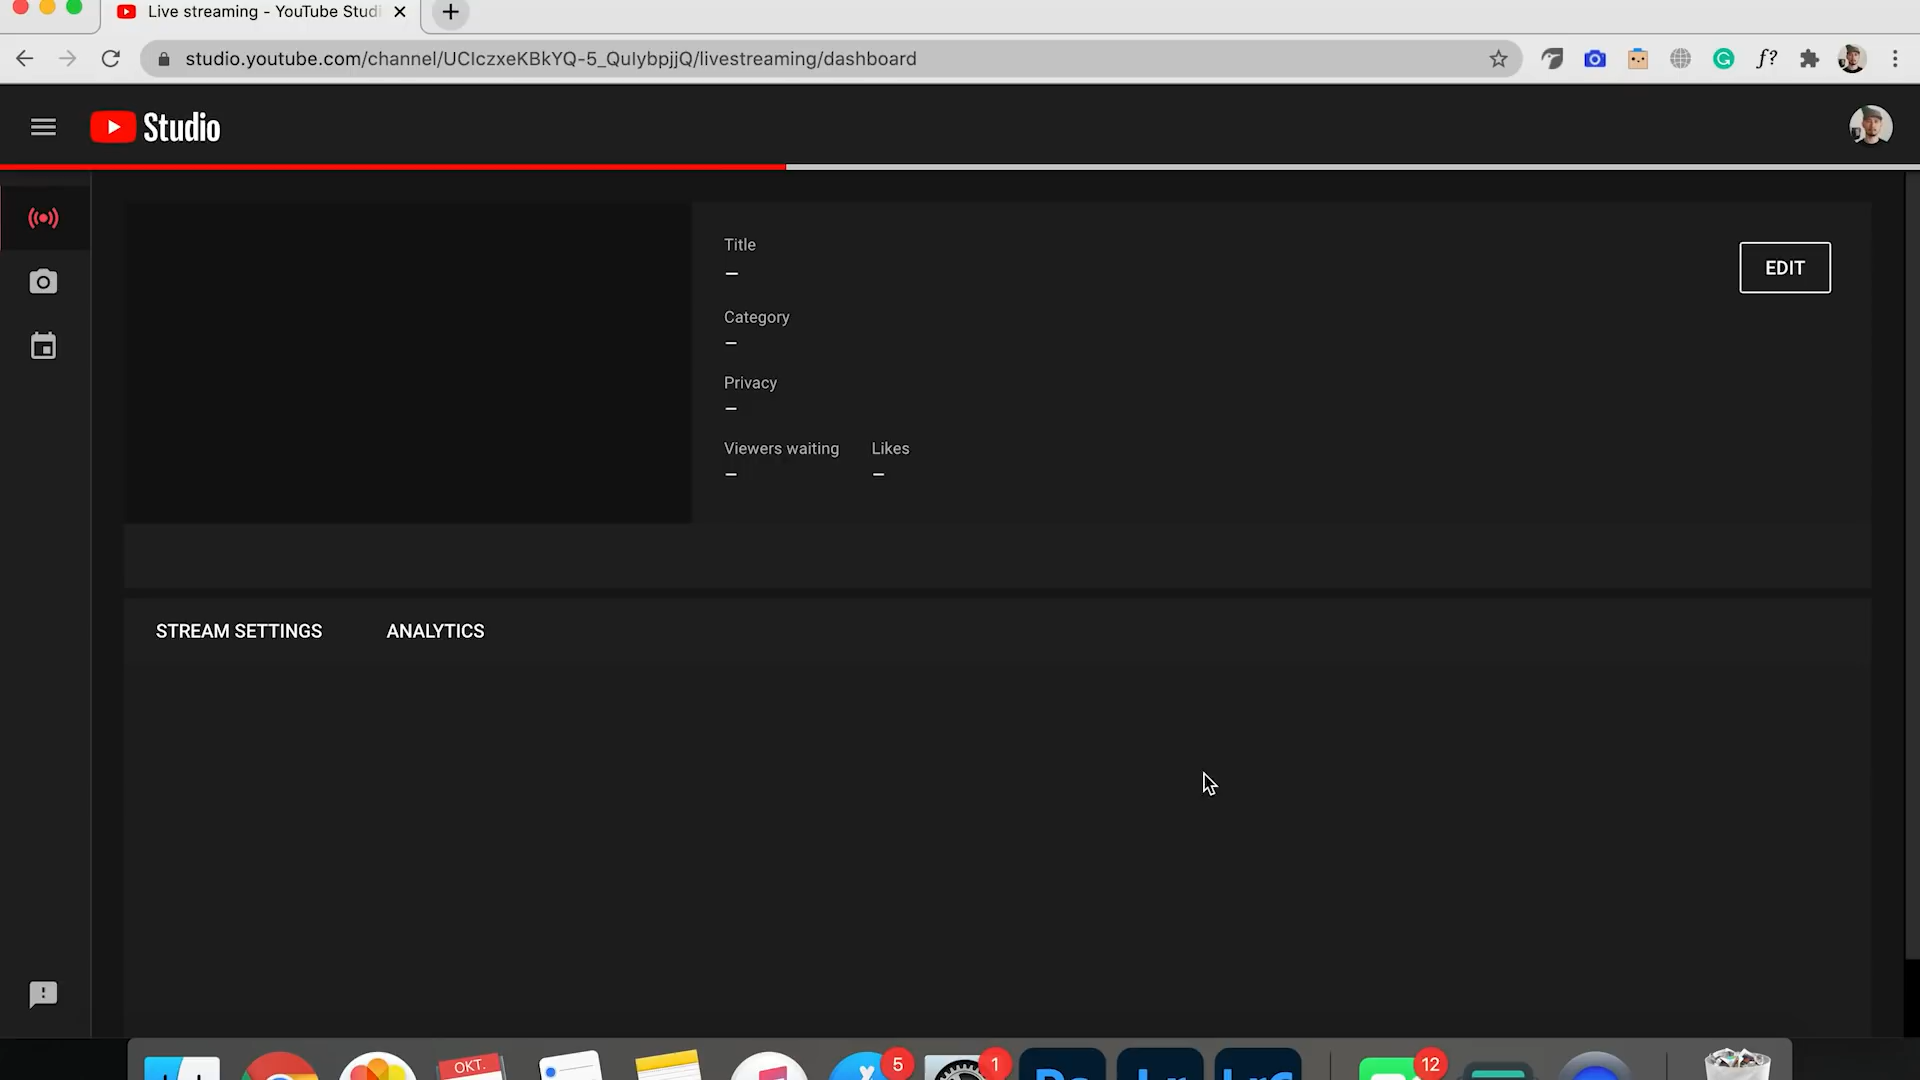 Live streaming - YouTube Studi
studio.youtube.com/channel/UCIczxeKBkYQ-5_QuIybpjjQ/livestreaming/dashboard
f?
Studio
Title
–
EDIT
Category
–
Privacy
–
Viewers waiting Likes
– –
STREAM SETTINGS ANALYTICS
OKT.
5
1
12